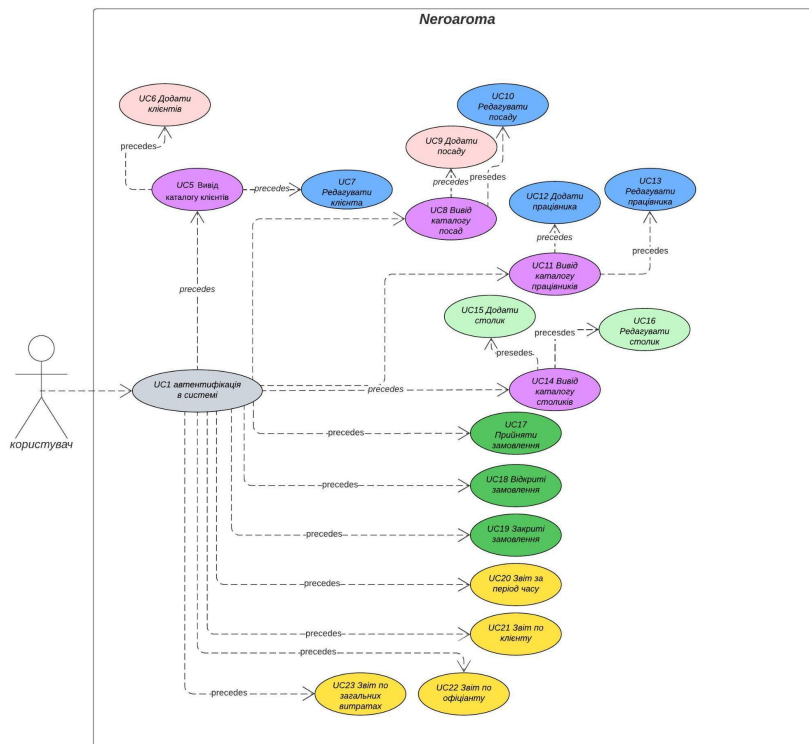 Neroaroma
UC6 Додати
клієнтів
UC10
Редагувати
посаду
precedes
UC9 Додати
посаду
UC5 Вивід
каталогу клієнтів
precedes
UC7
Редагувати
клієнта
precedes
presedes
UC8 Вивід
каталогу
посад
UC12 Додати
працівника
UC13
Редагувати
працівника
precedes
precedes
precedes
UC11 Вивід
каталогу
працівників
UC15 Додати
столик
UC16
Редагувати
столик
precesdes
presedes
користувач
UC1 автентифікація
в системі
precedes
UC14 Вивід
каталогу
столиків
precedes
UC17
Прийняти
замовлення
precedes
UC18 Відкриті
замовлення
precedes
UC19 Закриті
замовлення
precedes
UC20 Звіт за
період часу
precedes
UC21 Звіт по
клієнту
precedes
precedes
UC23 Звіт по
загальних
витратах
UC22 Звіт по
офіціанту